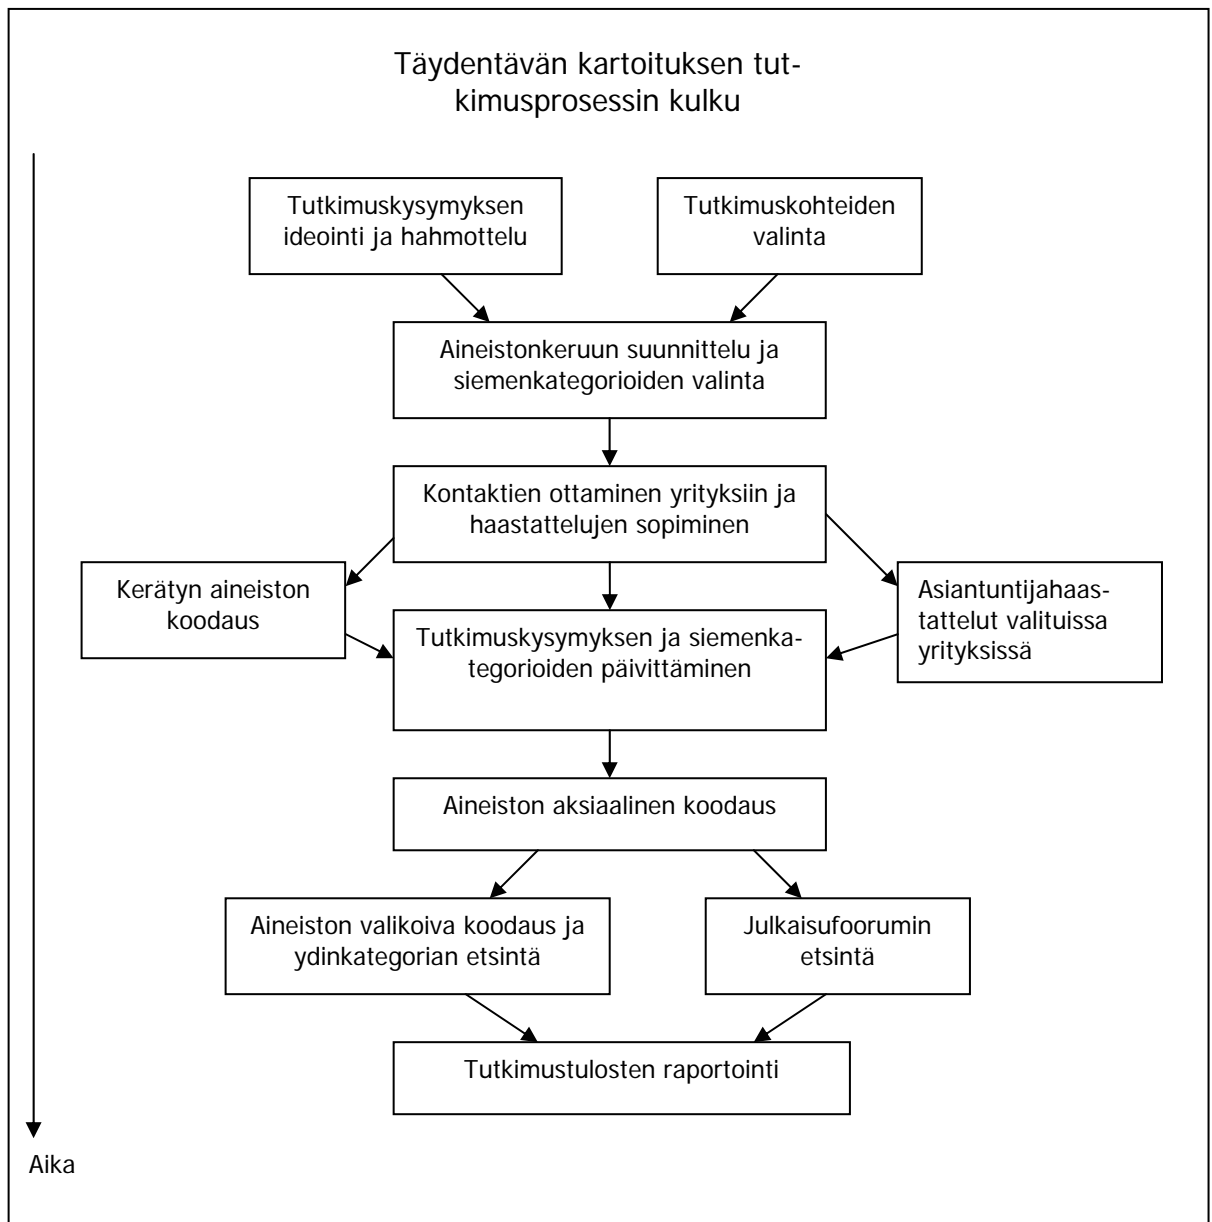 Täydentävän kartoituksen tut-
kimusprosessin kulku
Tutkimuskysymyksen
ideointi ja hahmottelu
Tutkimuskohteiden
valinta
Aineistonkeruun suunnittelu ja
siemenkategorioiden valinta
Kontaktien ottaminen yrityksiin ja
haastattelujen sopiminen
Kerätyn aineiston
koodaus
Asiantuntijahaas-
tattelut valituissa
yrityksissä
Tutkimuskysymyksen ja siemenka-
tegorioiden päivittäminen
Aineiston aksiaalinen koodaus
Aineiston valikoiva koodaus ja
ydinkategorian etsintä
Julkaisufoorumin
etsintä
Tutkimustulosten raportointi
Aika